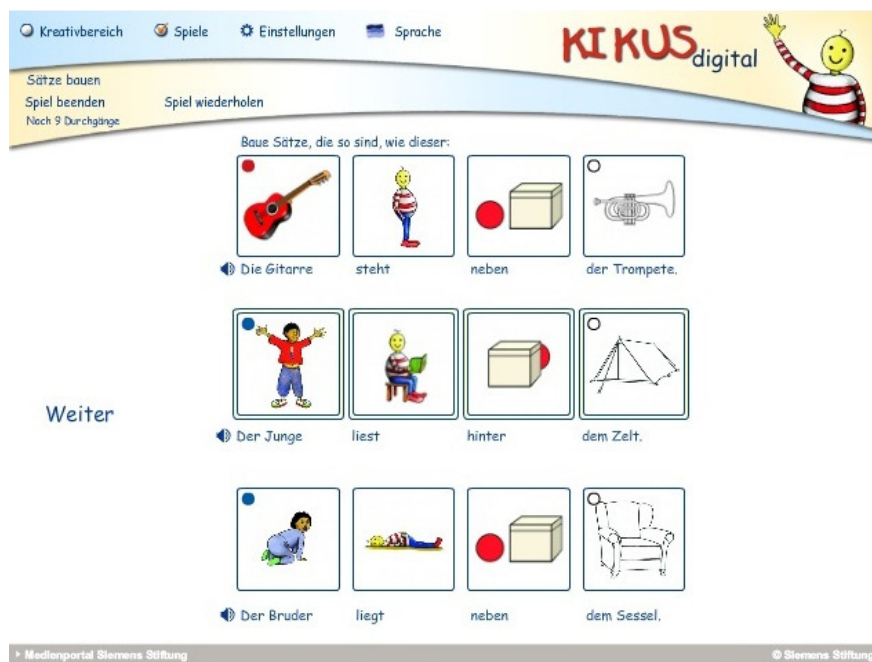 Kreativbereich Spiele Einstellungen Sprache
KIKUS digital
Sätze bauen
Spiel beenden Spiel wiederholen
Nach 9 Durchgänge
Baue Sätze, die so sind, wie dieser:
Die Gitarre steht neben der Trompete.
Weiter
Der Junge liest hinter dem Zelt.
Der Bruder liegt neben dem Sessel.
Medienportal Siemens Stiftung © Siemens Stiftung